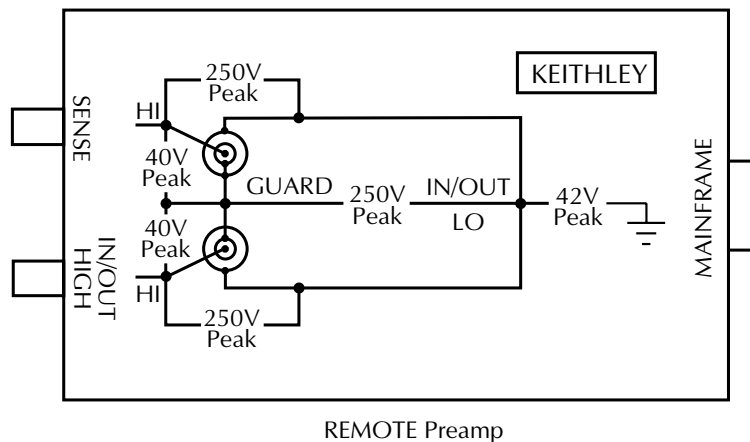 250V
Peak
KEITHLEY
SENSE
HI
40V
Peak
GUARD
250V
Peak
IN/OUT
LO
42V
Peak
MAINFRAME
40V
Peak
IN/OUT
HIGH
HI
250V
Peak
REMOTE Preamp